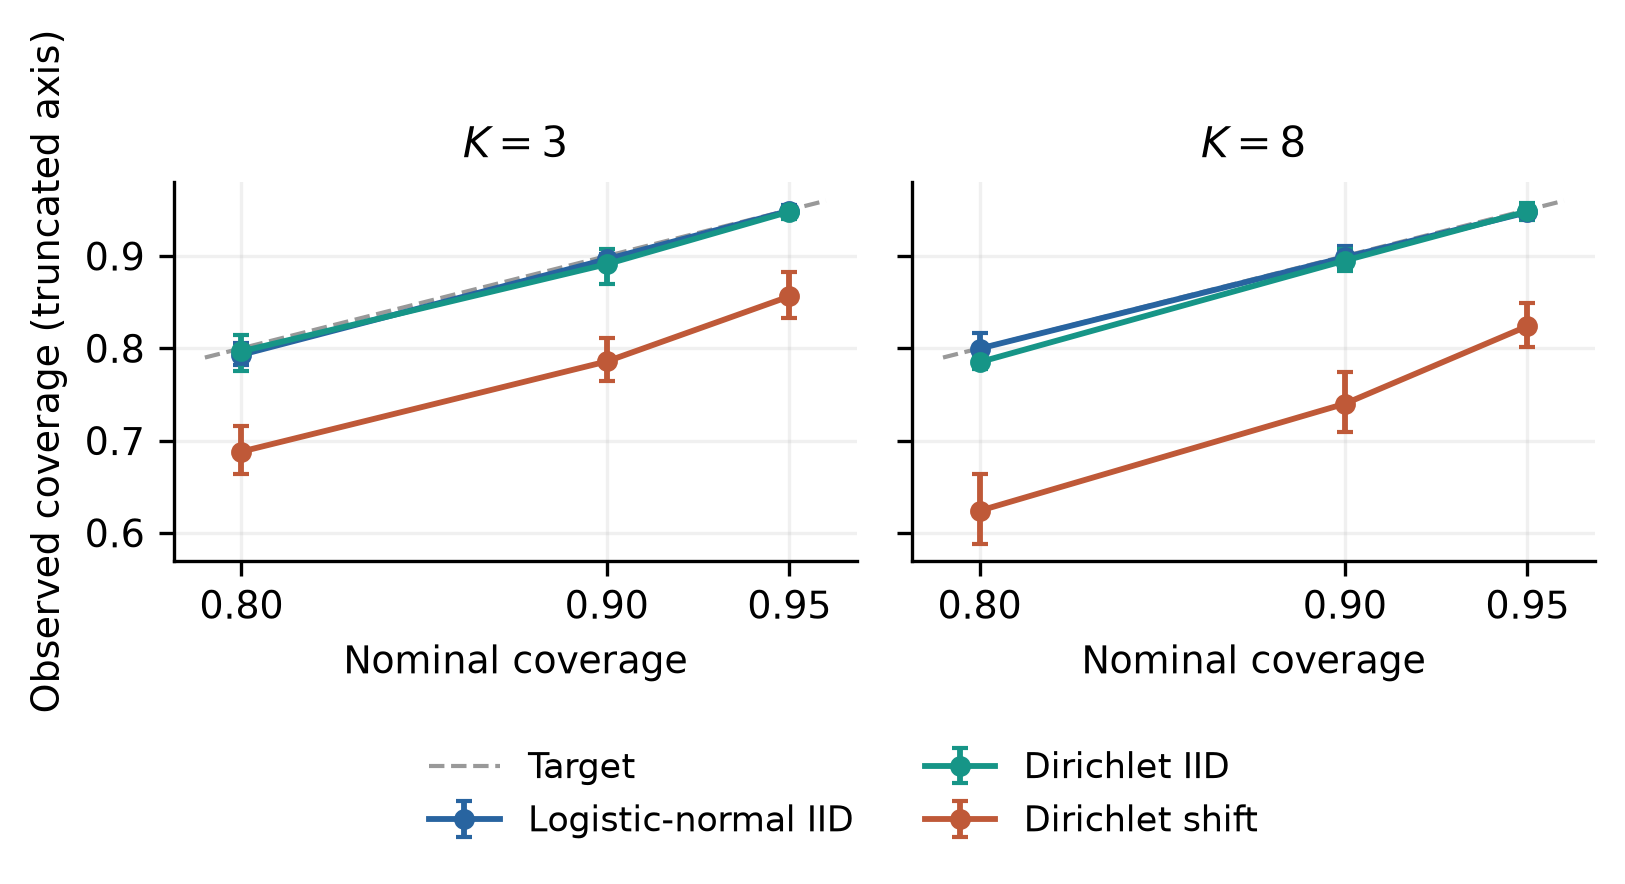 Observed coverage (truncated axis)
K = 3
K = 8
0.9
0.8
0.7
0.6
0.80 0.90 0.95
0.80 0.90 0.95
Nominal coverage
Nominal coverage
Target
Logistic-normal IID
Dirichlet IID
Dirichlet shift